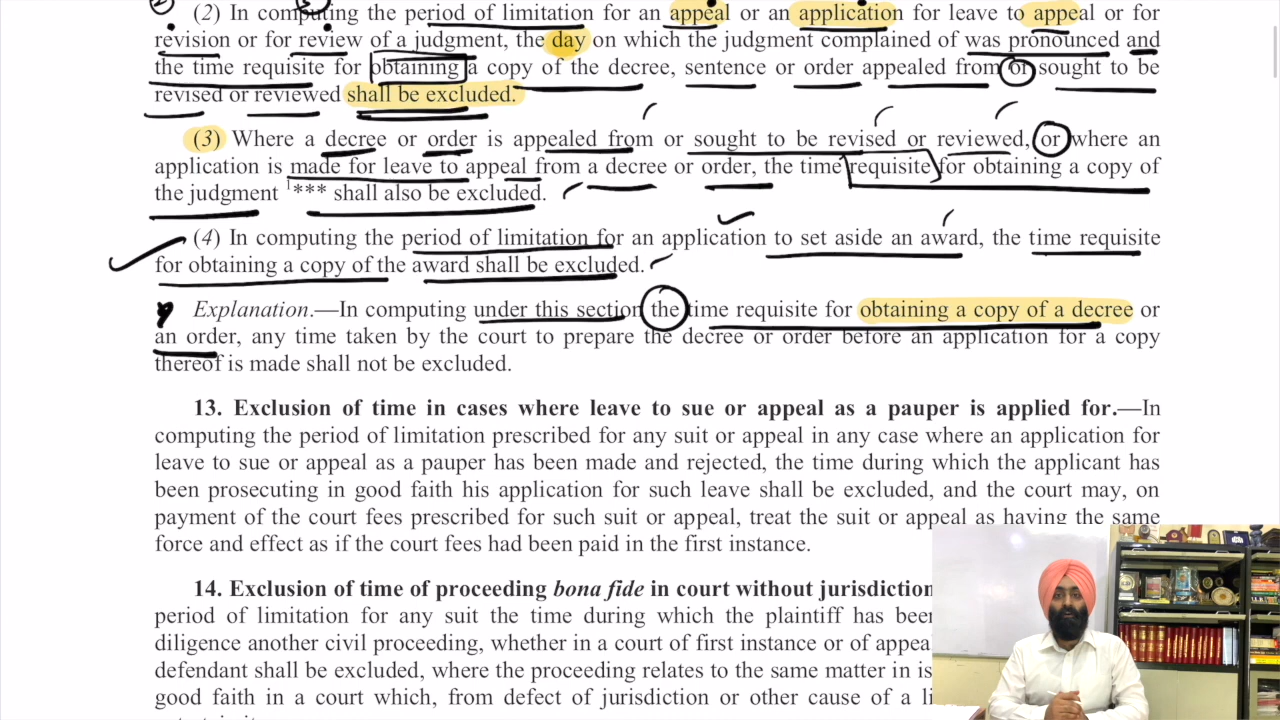 (2) In computing the period of limitation for an appeal or an application for leave to appeal or for
revision or for review of a judgment, the day on which the judgment complained of was pronounced and
the time requisite for obtaining a copy of the decree, sentence or order appealed from or sought to be
revised or reviewed shall be excluded.
(3) Where a decree or order is appealed from or sought to be revised or reviewed, or where an
application is made for leave to appeal from a decree or order, the time requisite for obtaining a copy of
the judgment 1*** shall also be excluded.
(4) In computing the period of limitation for an application to set aside an award, the time requisite
for obtaining a copy of the award shall be excluded.
Explanation.—In computing under this section the time requisite for obtaining a copy of a decree or
an order, any time taken by the court to prepare the decree or order before an application for a copy
thereof is made shall not be excluded.
13. Exclusion of time in cases where leave to sue or appeal as a pauper is applied for.—In
computing the period of limitation prescribed for any suit or appeal in any case where an application for
leave to sue or appeal as a pauper has been made and rejected, the time during which the applicant has
been prosecuting in good faith his application for such leave shall be excluded, and the court may, on
payment of the court fees prescribed for such suit or appeal, treat the suit or appeal as having the same
force and effect as if the court fees had been paid in the first instance.
14. Exclusion of time of proceeding bona fide in court without jurisdiction
period of limitation for any suit the time during which the plaintiff has been
diligence another civil proceeding, whether in a court of first instance or of appea
defendant shall be excluded, where the proceeding relates to the same matter in is
good faith in a court which, from defect of jurisdiction or other cause of a li